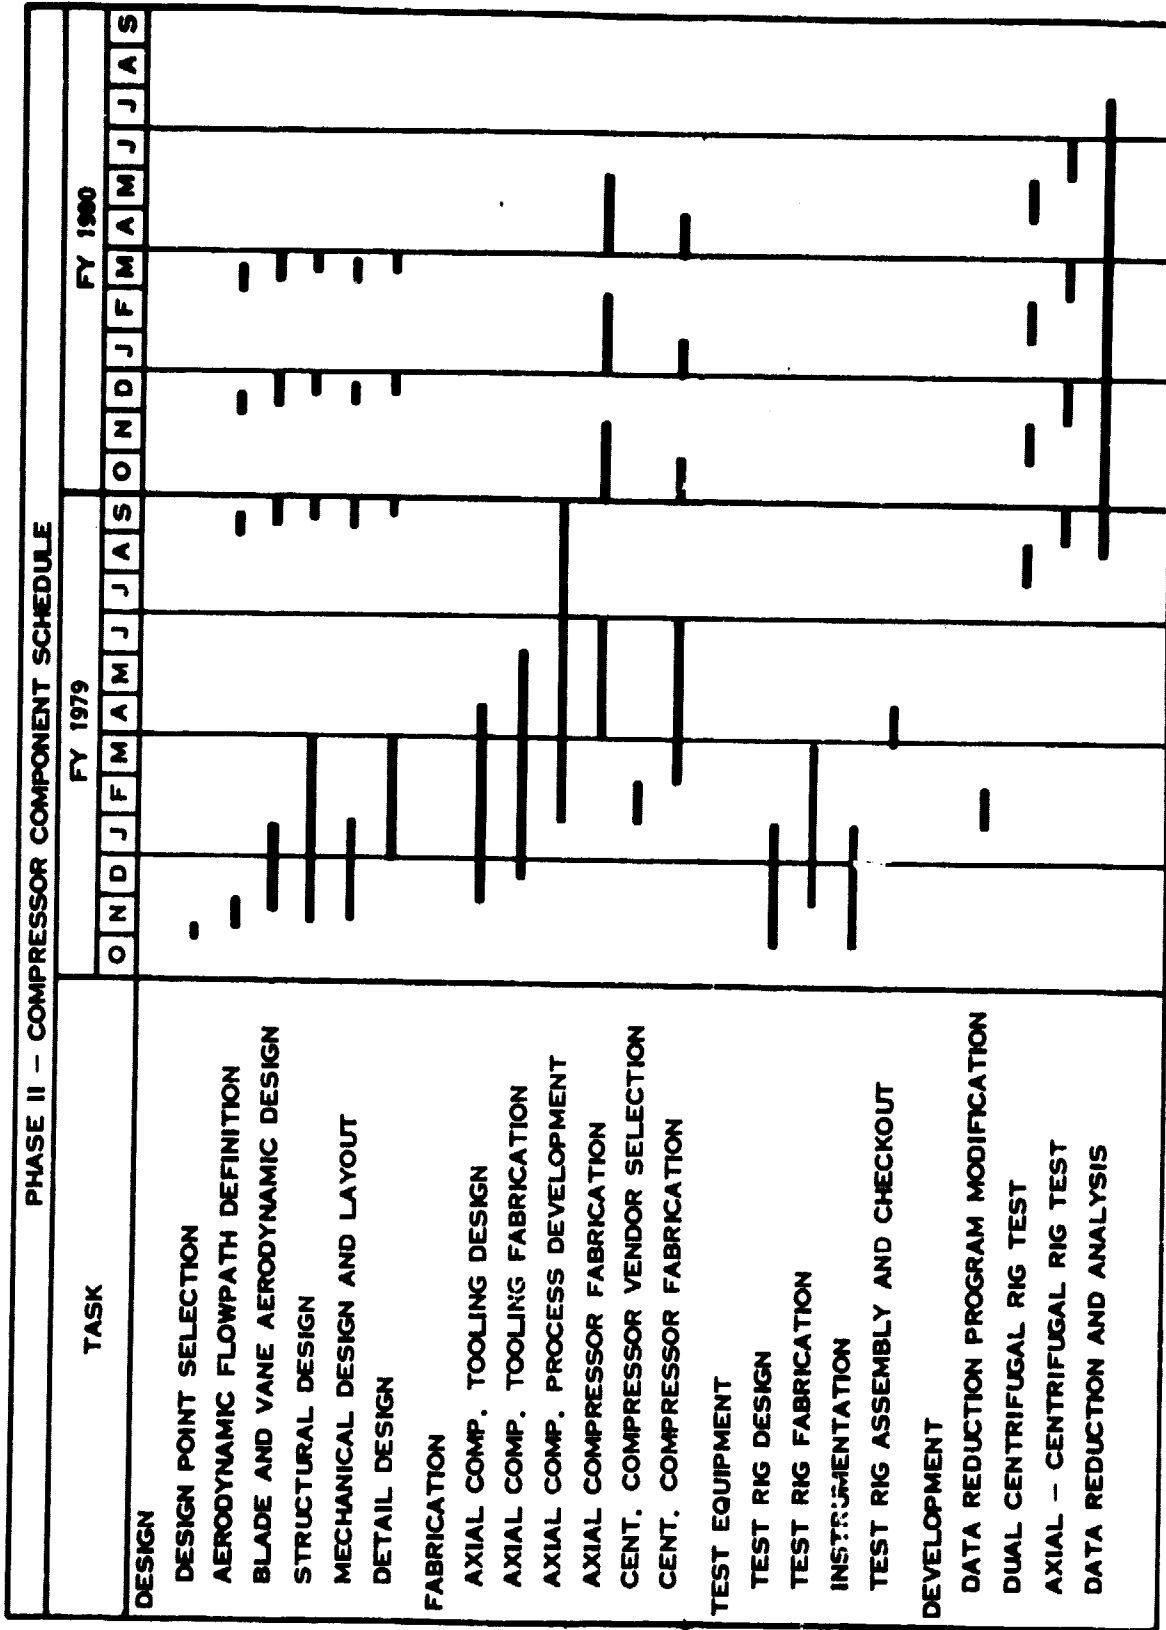 PHASE II – COMPRESSOR COMPONENT SCHEDULE
TASK
FY 1979
FY 1980
O N D J F M A M J J A S O N D J F M A M J J A S
DESIGN
DESIGN POINT SELECTION
AERODYNAMIC FLOWPATH DEFINITION
BLADE AND VANE AERODYNAMIC DESIGN
STRUCTURAL DESIGN
MECHANICAL DESIGN AND LAYOUT
DETAIL DESIGN
FABRICATION
AXIAL COMP. TOOLING DESIGN
AXIAL COMP. TOOLING FABRICATION
AXIAL COMP. PROCESS DEVELOPMENT
AXIAL COMPRESSOR FABRICATION
CENT. COMPRESSOR VENDOR SELECTION
CENT. COMPRESSOR FABRICATION
TEST EQUIPMENT
TEST RIG DESIGN
TEST RIG FABRICATION
INSTRUMENTATION
TEST RIG ASSEMBLY AND CHECKOUT
DEVELOPMENT
DATA REDUCTION PROGRAM MODIFICATION
DUAL CENTRIFUGAL RIG TEST
AXIAL – CENTRIFUGAL RIG TEST
DATA REDUCTION AND ANALYSIS